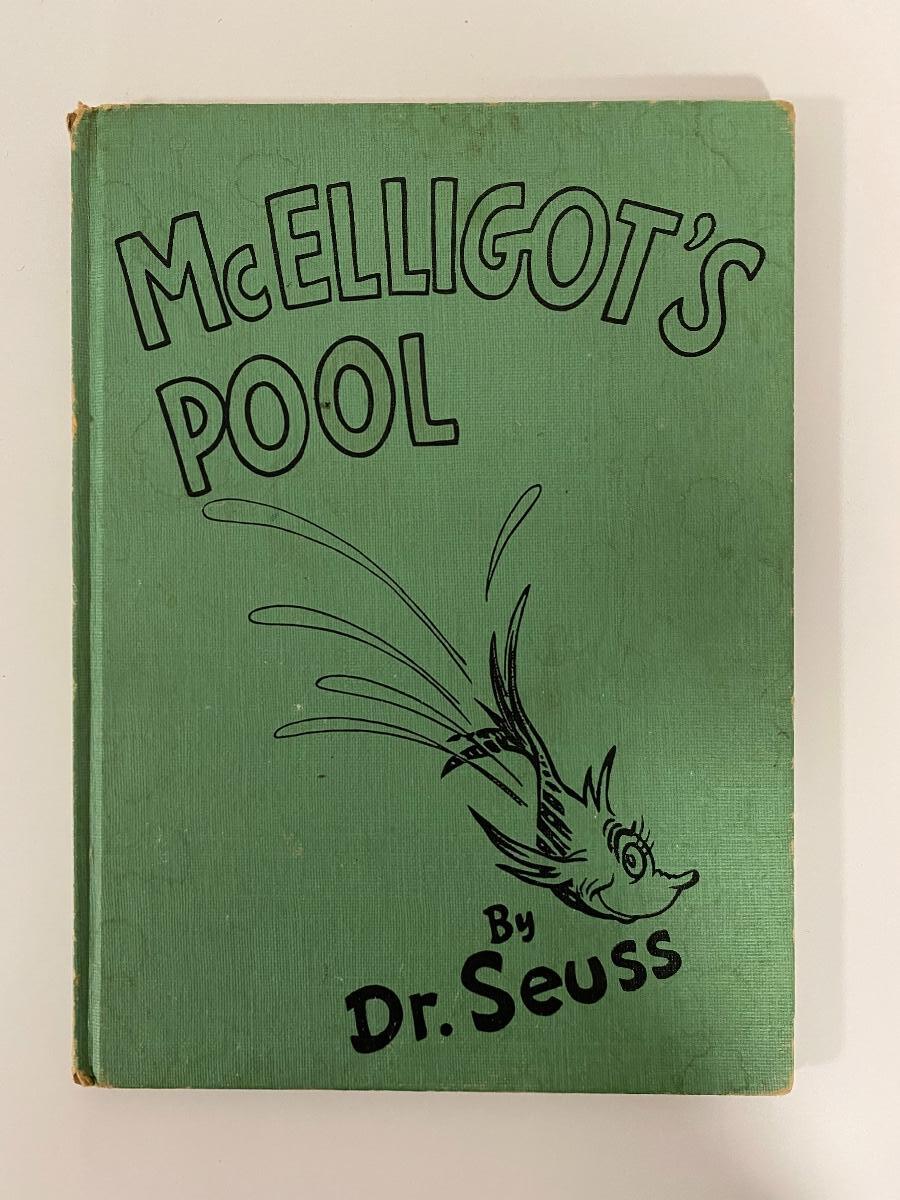 McELLIGOT'S
POOL
By
Dr. Seuss